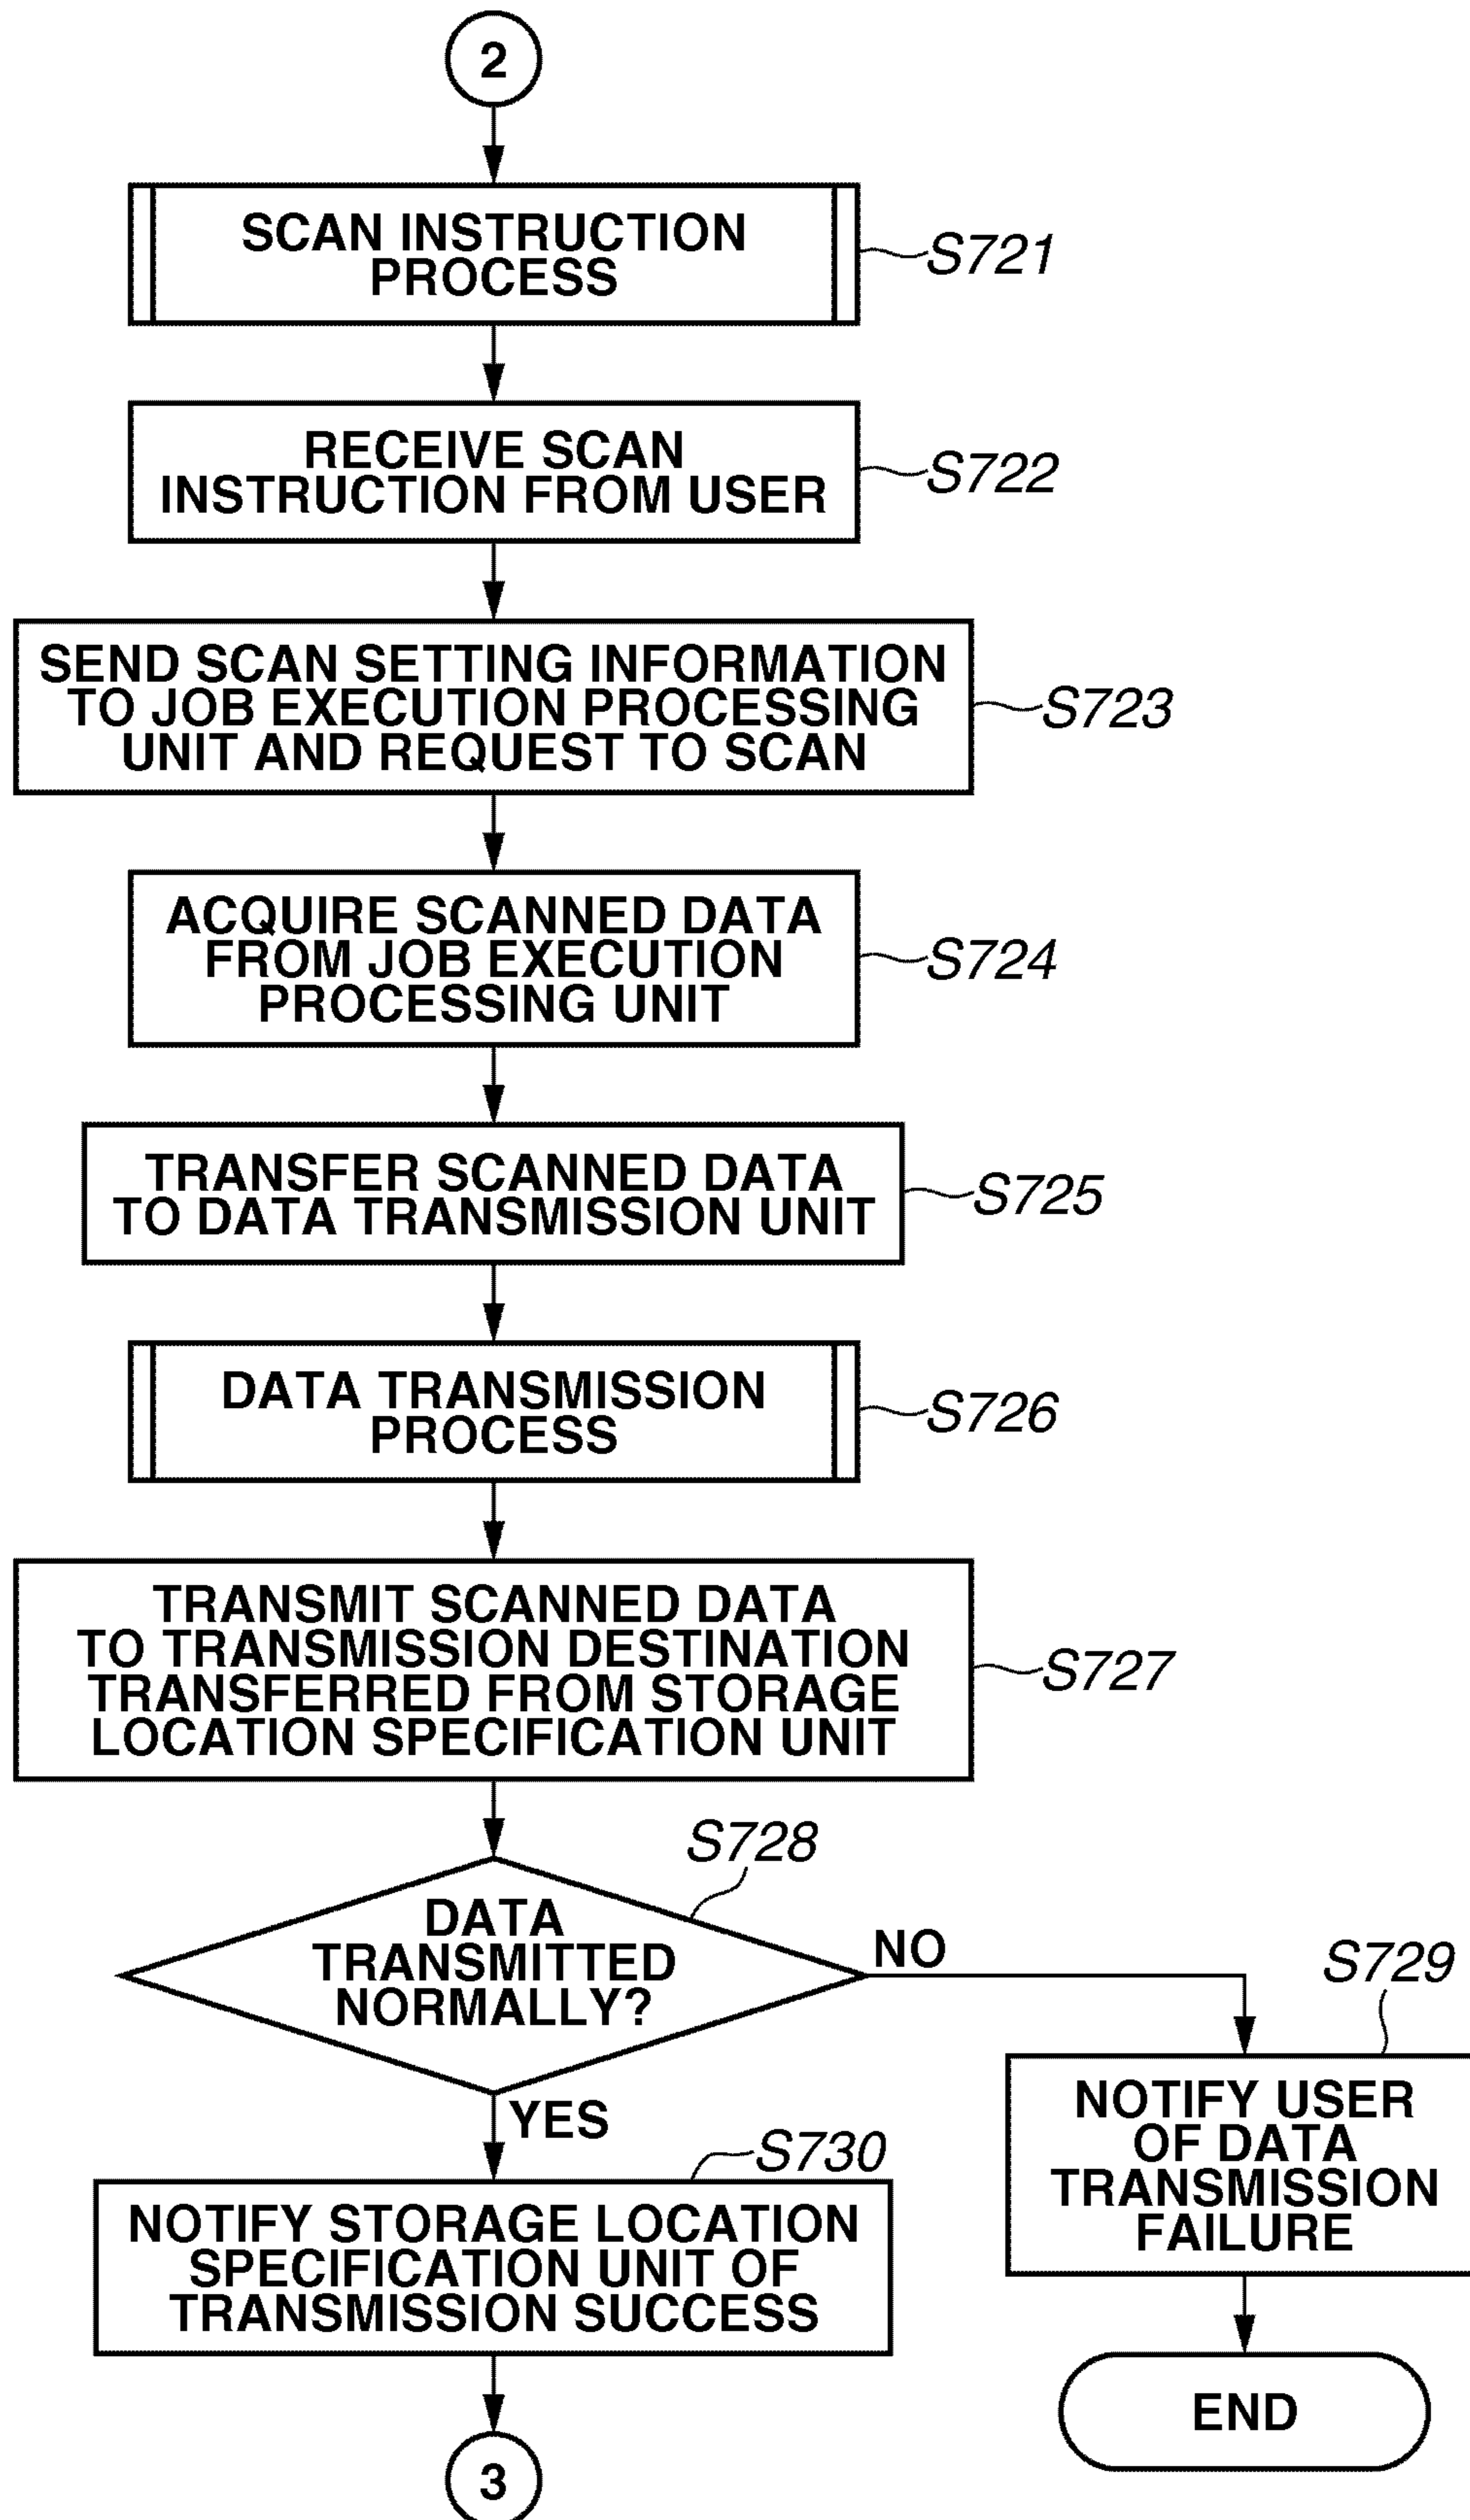 2
SCAN INSTRUCTION
PROCESS
S721
RECEIVE SCAN
INSTRUCTION FROM USER
S722
SEND SCAN SETTING INFORMATION
TO JOB EXECUTION PROCESSING
UNIT AND REQUEST TO SCAN
S723
ACQUIRE SCANNED DATA
FROM JOB EXECUTION
PROCESSING UNIT
S724
TRANSFER SCANNED DATA
TO DATA TRANSMISSION UNIT
S725
DATA TRANSMISSION
PROCESS
S726
TRANSMIT SCANNED DATA
TO TRANSMISSION DESTINATION
TRANSFERRED FROM STORAGE
LOCATION SPECIFICATION UNIT
S727
S728
DATA
TRANSMITTED
NORMALLY?
NO
S729
NOTIFY USER
OF DATA
TRANSMISSION
FAILURE
YES
S730
NOTIFY STORAGE LOCATION
SPECIFICATION UNIT OF
TRANSMISSION SUCCESS
END
3